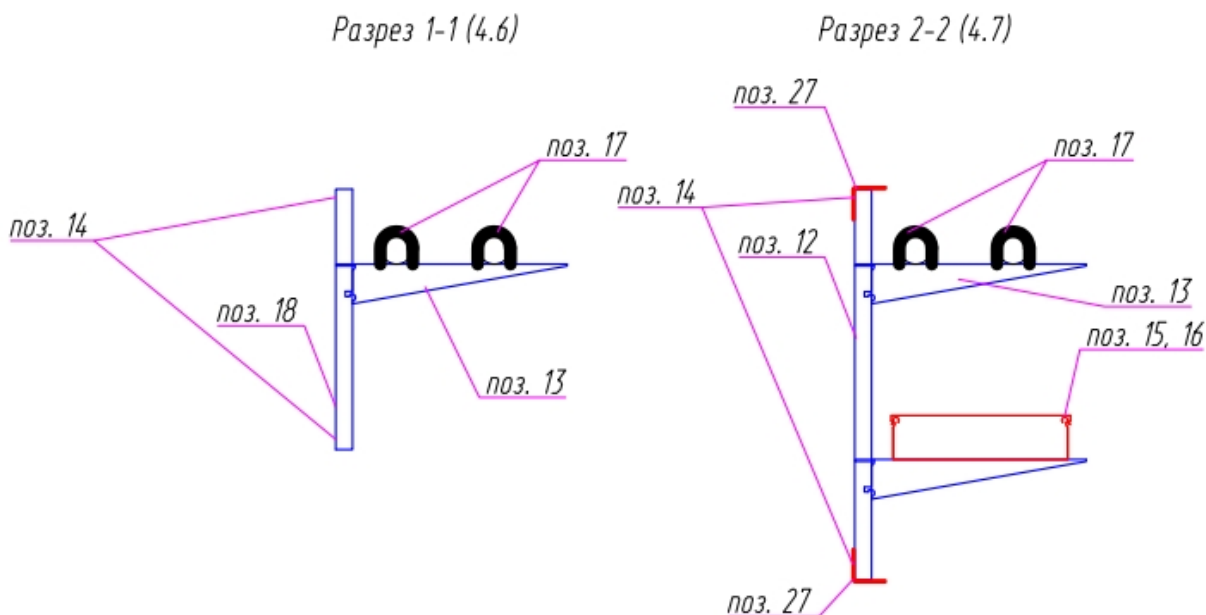 Разрез 1-1 (4.6)
поз. 17
поз. 14
поз. 18
поз. 13
Разрез 2-2 (4.7)
поз. 27
поз. 17
поз. 14
поз. 12
поз. 13
поз. 15, 16
поз. 27